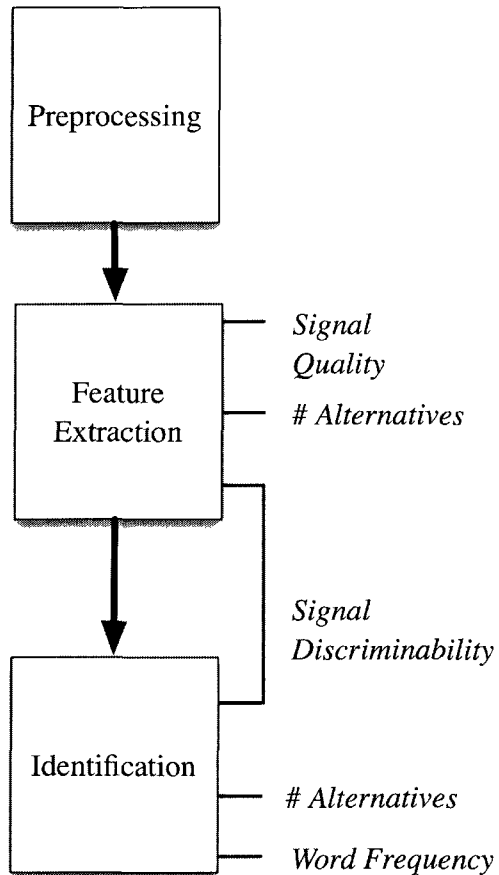 Preprocessing
Signal
Quality
Feature
Extraction
# Alternatives
Signal
Discriminability
Identification
# Alternatives
Word Frequency